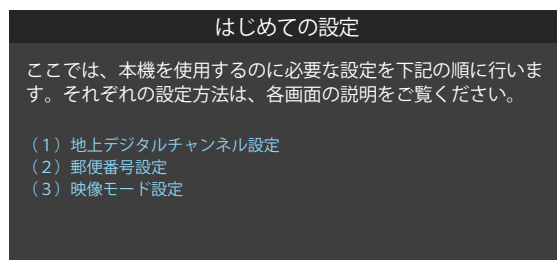 はじめての設定
ここでは、本機を使用するのに必要な設定を下記の順に行いま
す。それぞれの設定方法は、各画面の説明をご覧ください。
（1）地上デジタルチャンネル設定
（2）郵便番号設定
（3）映像モード設定